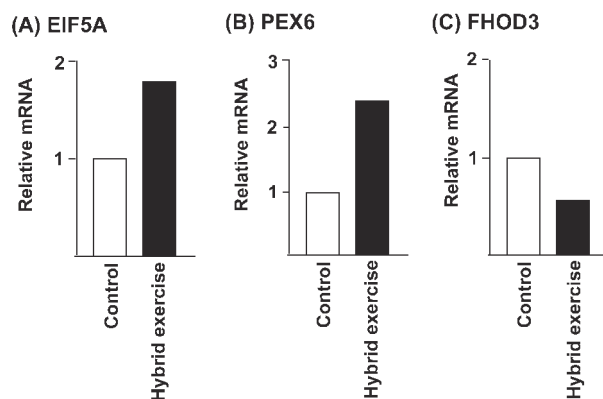 (A) EIF5A
(B) PEX6
(C) FHOD3
Relative mRNA
2
1
Control
Hybrid exercise
Relative mRNA
3
2
1
Control
Hybrid exercise
Relative mRNA
2
1
Control
Hybrid exercise